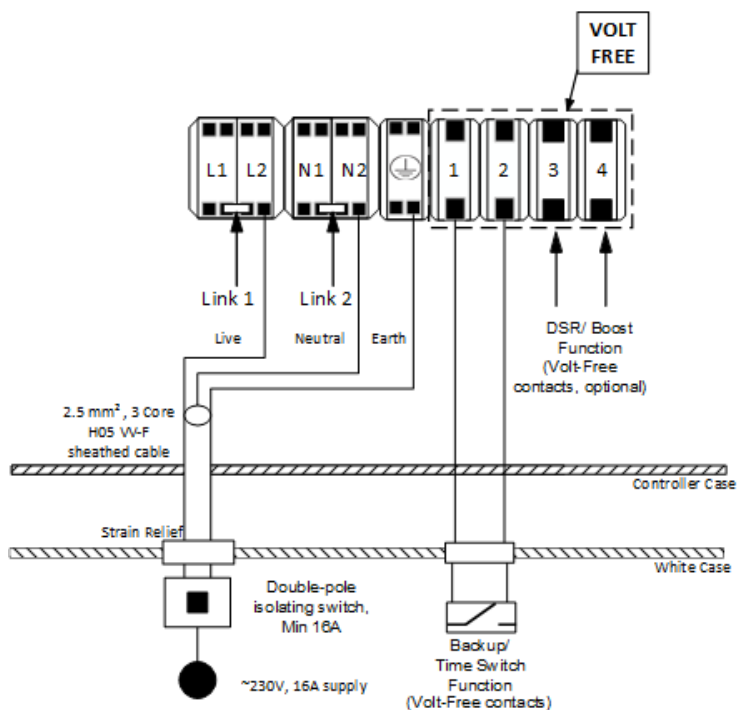 VOLT
FREE
L1 L2 N1 N2 1 2 3 4
Link 1 Link 2
Live Neutral Earth
DSR/ Boost
Function
(Volt-Free
contacts, optional)
2.5 mm², 3 Core
H05 VV-F
sheathed cable
Controller Case
Strain Relief
White Case
Double-pole
isolating switch,
Min 16A
~230V, 16A supply
Backup/
Time Switch
Function
(Volt-Free contacts)